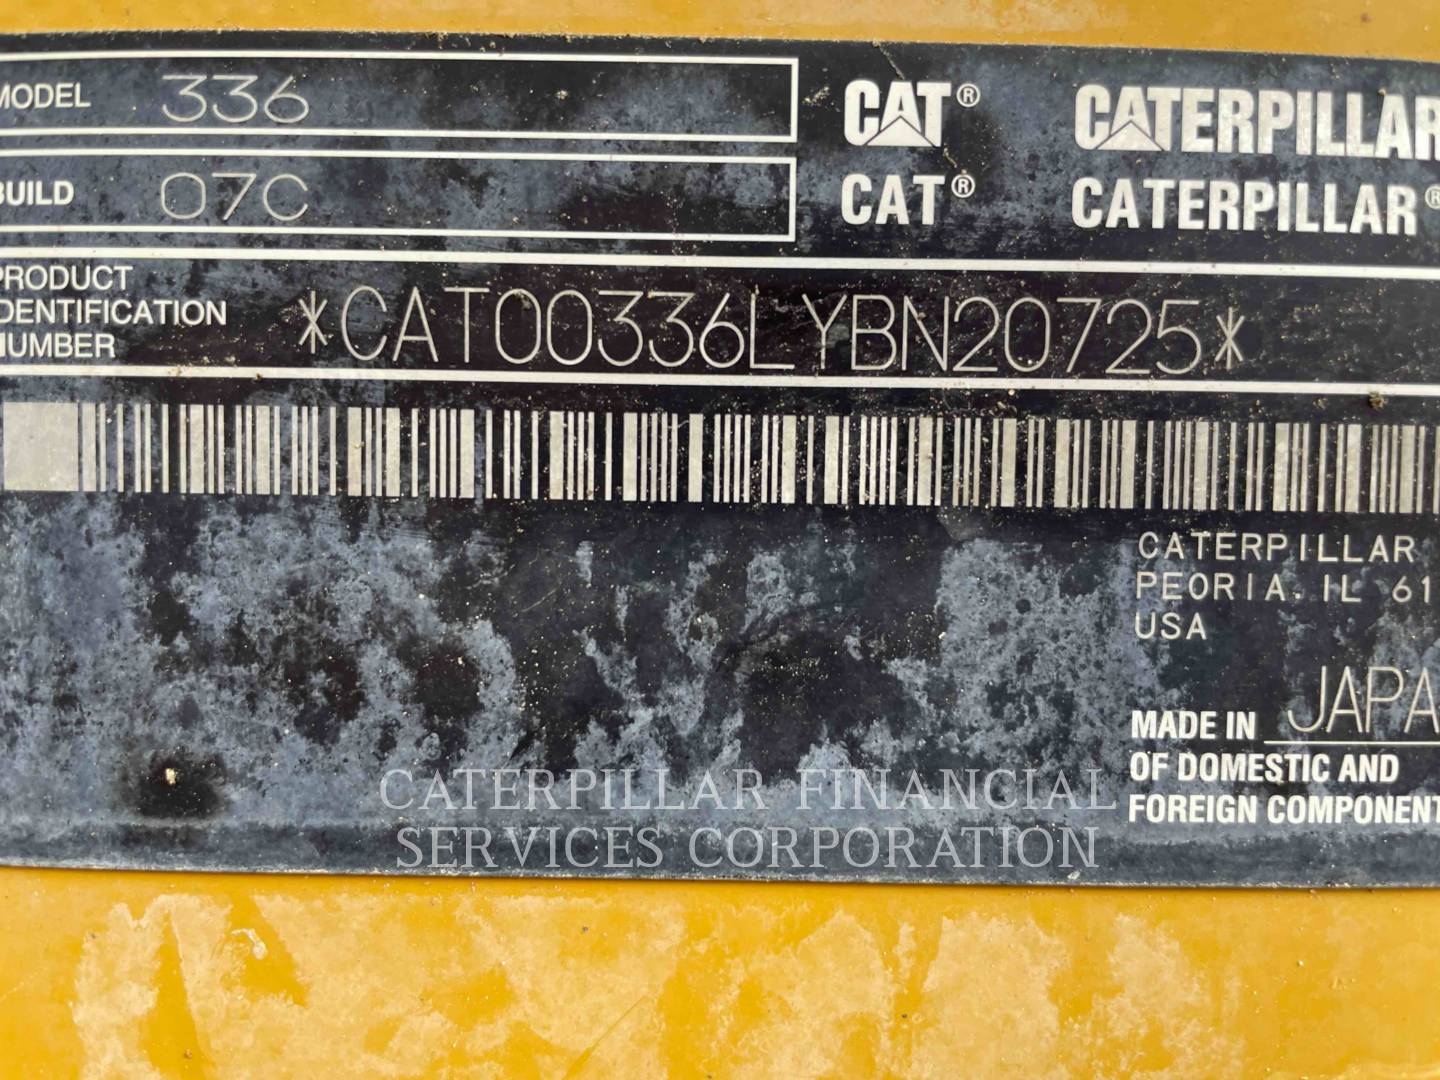 MODEL 336
CAT® CATERPILLAR
BUILD 07C
CAT® CATERPILLAR®
PRODUCT
IDENTIFICATION
NUMBER
*CAT00336LYBN20725*
CATERPILLAR
PEORIA, IL 61
USA
MADE IN JAPA
OF DOMESTIC AND
FOREIGN COMPONENT
CATERPILLAR FINANCIAL
SERVICES CORPORATION